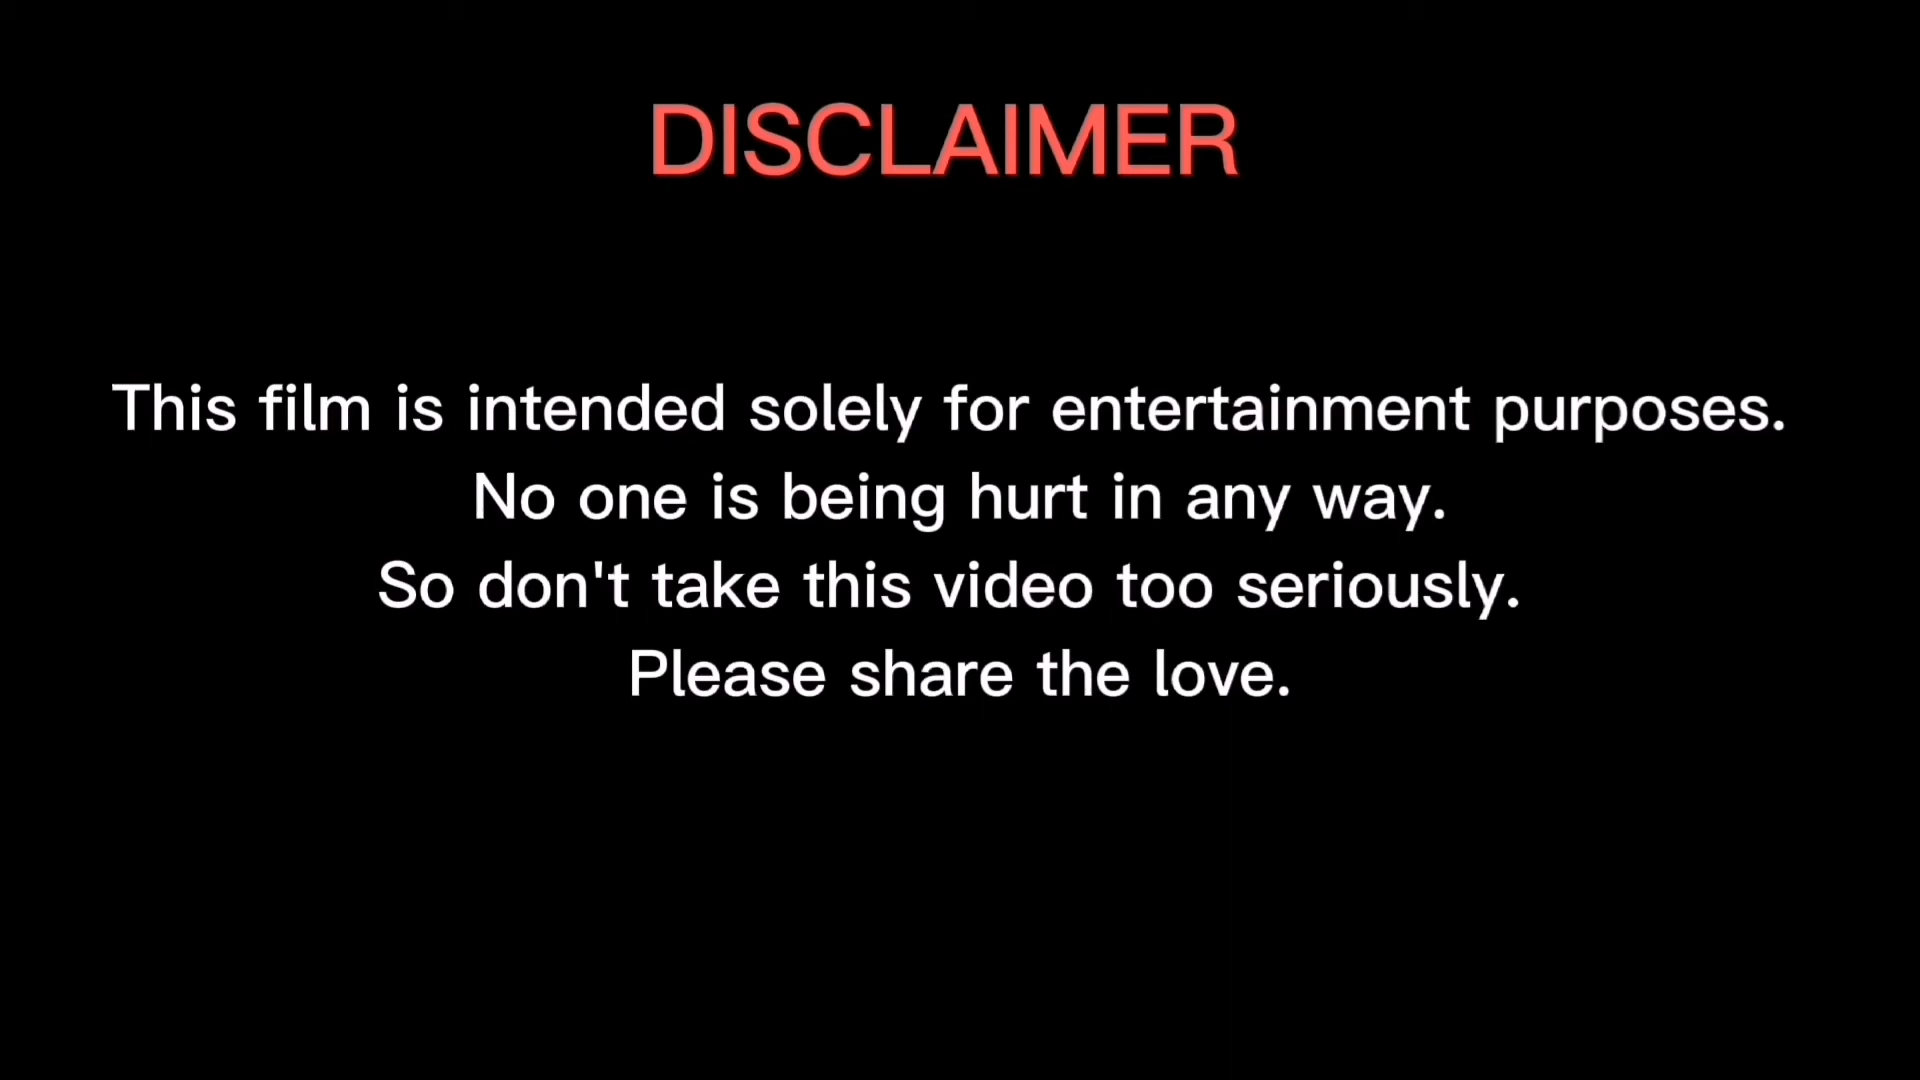 DISCLAIMER
This film is intended solely for entertainment purposes.
No one is being hurt in any way.
So don't take this video too seriously.
Please share the love.